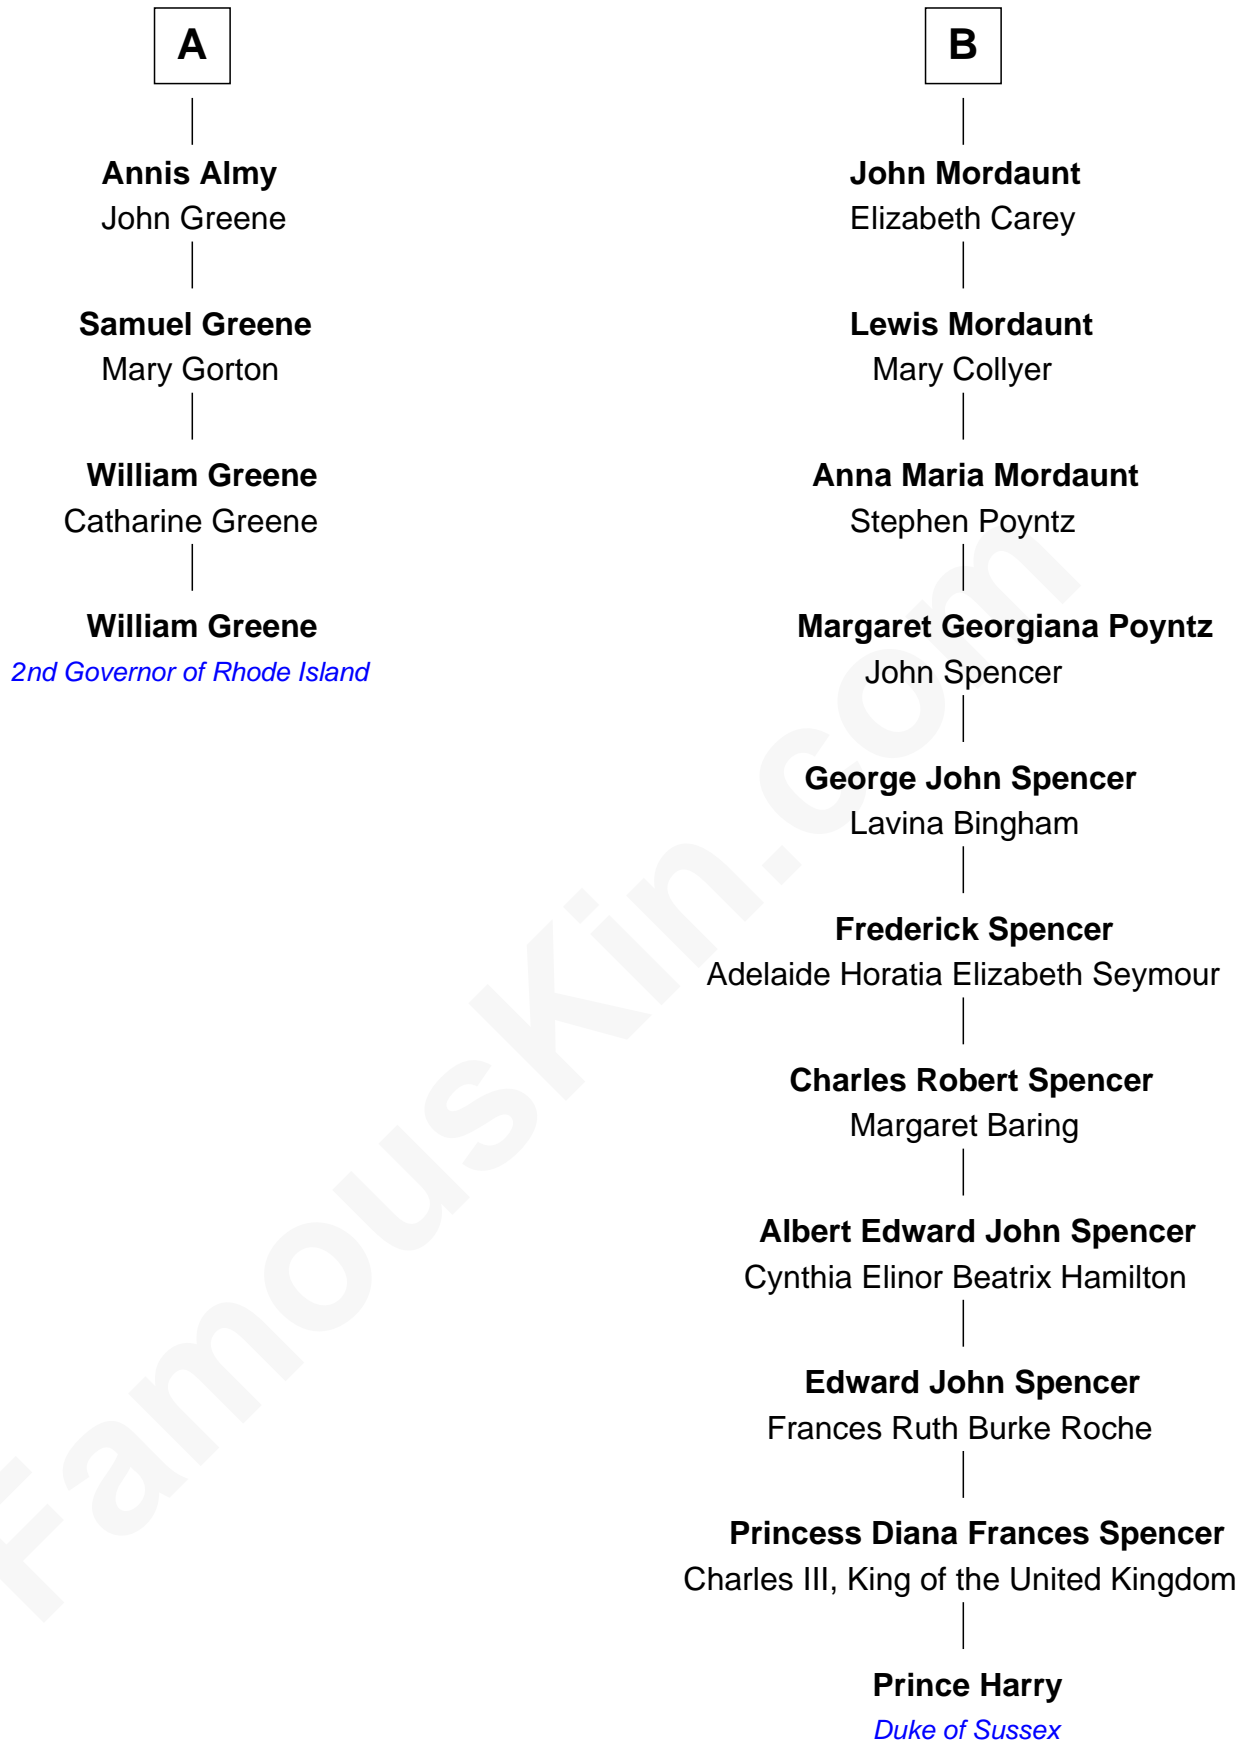 A
Annis Almy
John Greene
Samuel Greene
Mary Gorton
William Greene
Catharine Greene
William Greene
2nd Governor of Rhode Island
B
John Mordaunt
Elizabeth Carey
Lewis Mordaunt
Mary Collyer
Anna Maria Mordaunt
Stephen Poyntz
Margaret Georgiana Poyntz
John Spencer
George John Spencer
Lavina Bingham
Frederick Spencer
Adelaide Horatia Elizabeth Seymour
Charles Robert Spencer
Margaret Baring
Albert Edward John Spencer
Cynthia Elinor Beatrix Hamilton
Edward John Spencer
Frances Ruth Burke Roche
Princess Diana Frances Spencer
Charles III, King of the United Kingdom
Prince Harry
Duke of Sussex
FamousKin.com